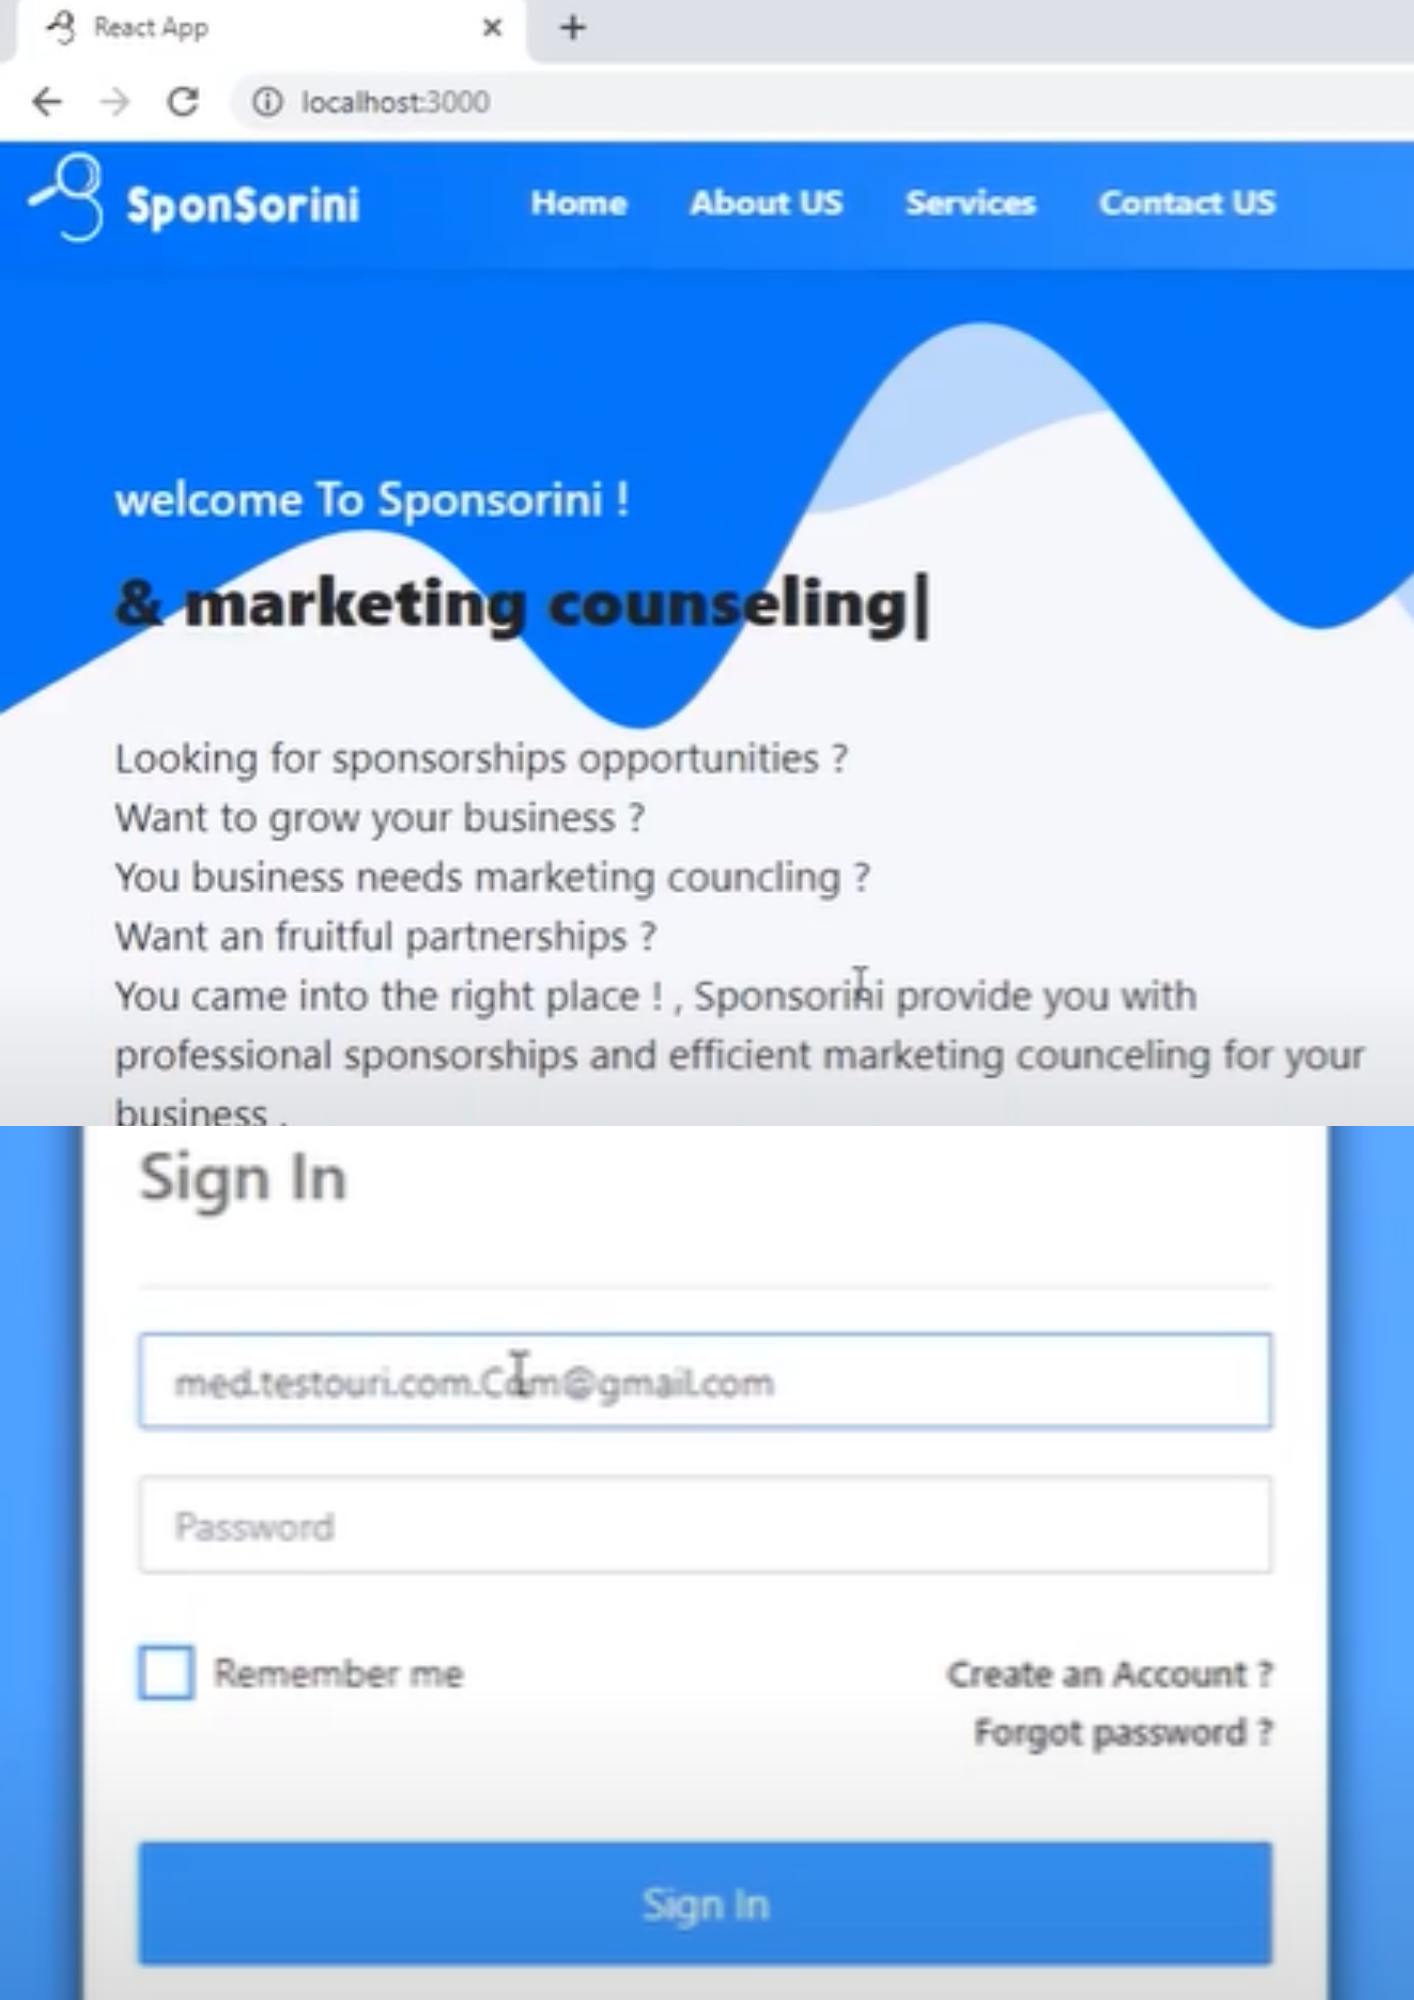 React App
localhost:3000
SponSorini Home About US Services Contact US
welcome To Sponsorini !
& marketing counseling|
Looking for sponsorships opportunities ?
Want to grow your business ?
You business needs marketing councling ?
Want an fruitful partnerships ?
You came into the right place ! , Sponsorini provide you with
professional sponsorships and efficient marketing counceling for your
business .
Sign In
med.testouri.com.Com@gmail.com
Password
Remember me
Create an Account ?
Forgot password ?
Sign In